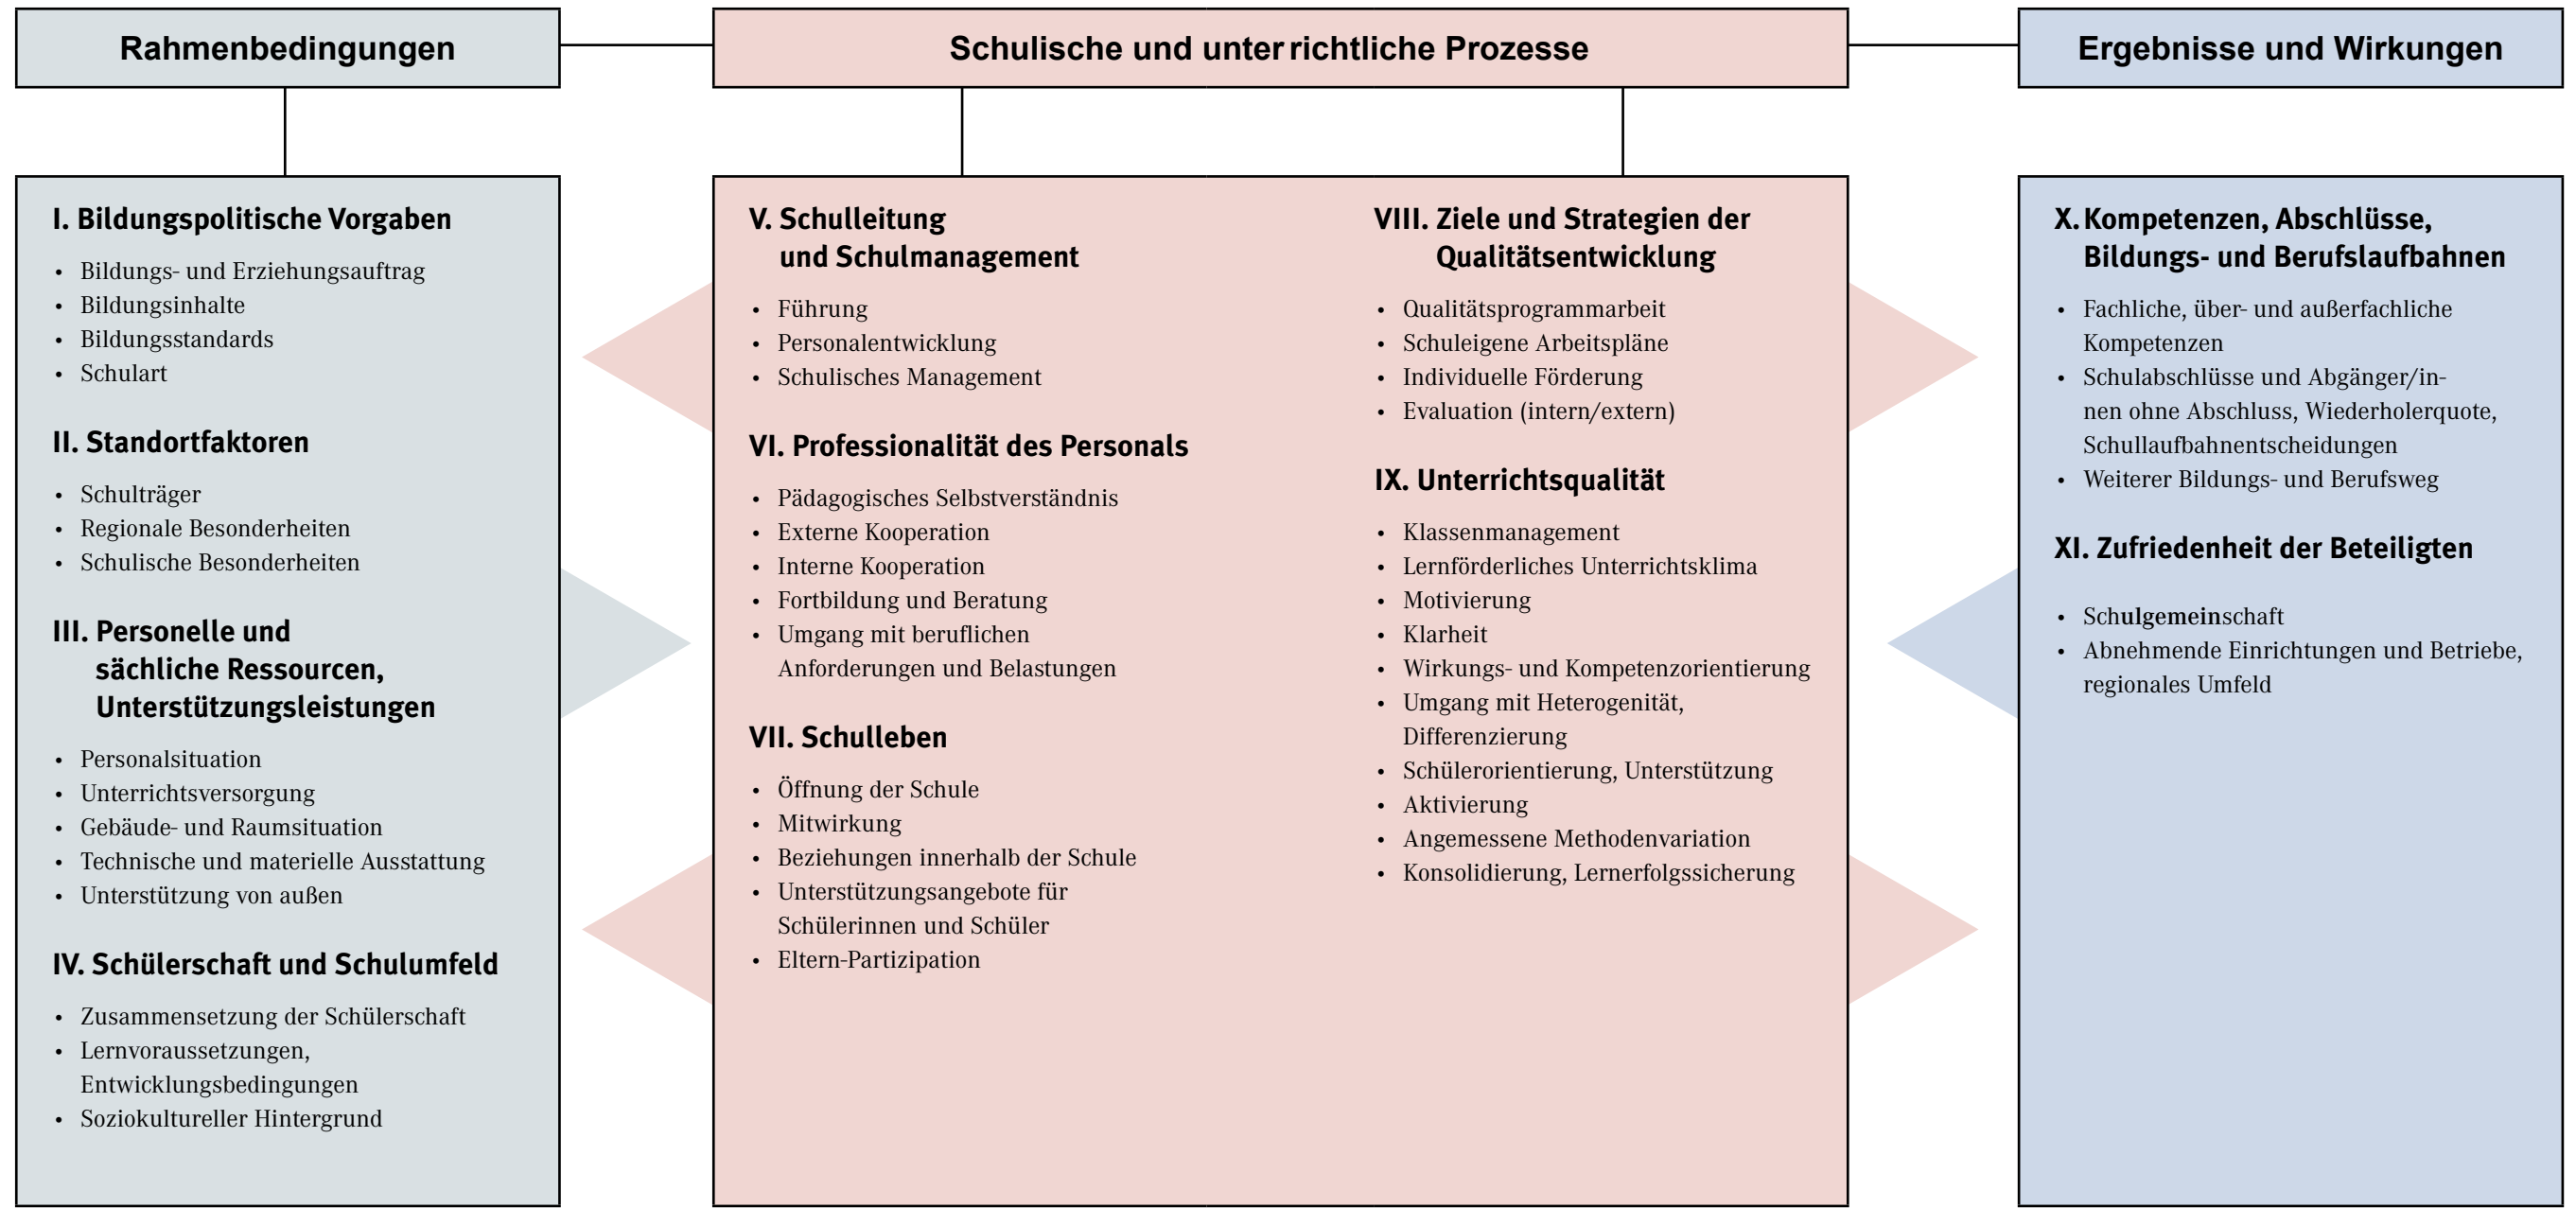 Rahmenbedingungen
Schulische und unterrichtliche Prozesse
Ergebnisse und Wirkungen
I. Bildungspolitische Vorgaben
• Bildungs- und Erziehungsauftrag
• Bildungsinhalte
• Bildungsstandards
• Schulart
II. Standortfaktoren
• Schulträger
• Regionale Besonderheiten
• Schulische Besonderheiten
III. Personelle und
sächliche Ressourcen,
Unterstützungsleistungen
• Personalsituation
• Unterrichtsversorgung
• Gebäude- und Raumsituation
• Technische und materielle Ausstattung
• Unterstützung von außen
IV. Schülerschaft und Schulumfeld
• Zusammensetzung der Schülerschaft
• Lernvoraussetzungen,
Entwicklungsbedingungen
• Soziokultureller Hintergrund
V. Schulleitung
und Schulmanagement
• Führung
• Personalentwicklung
• Schulisches Management
VI. Professionalität des Personals
• Pädagogisches Selbstverständnis
• Externe Kooperation
• Interne Kooperation
• Fortbildung und Beratung
• Umgang mit beruflichen
Anforderungen und Belastungen
VII. Schulleben
• Öffnung der Schule
• Mitwirkung
• Beziehungen innerhalb der Schule
• Unterstützungsangebote für
Schülerinnen und Schüler
• Eltern-Partizipation
VIII. Ziele und Strategien der
Qualitätsentwicklung
• Qualitätsprogrammarbeit
• Schuleigene Arbeitspläne
• Individuelle Förderung
• Evaluation (intern/extern)
IX. Unterrichtsqualität
• Klassenmanagement
• Lernförderliches Unterrichtsklima
• Motivierung
• Klarheit
• Wirkungs- und Kompetenzorientierung
• Umgang mit Heterogenität,
Differenzierung
• Schülerorientierung, Unterstützung
• Aktivierung
• Angemessene Methodenvariation
• Konsolidierung, Lernerfolgssicherung
X. Kompetenzen, Abschlüsse,
Bildungs- und Berufslaufbahnen
• Fachliche, über- und außerfachliche
Kompetenzen
• Schulabschlüsse und Abgänger/in-
nen ohne Abschluss, Wiederholerquote,
Schullaufbahnentscheidungen
• Weiterer Bildungs- und Berufsweg
XI. Zufriedenheit der Beteiligten
• Schulgemeinschaft
• Abnehmende Einrichtungen und Betriebe,
regionales Umfeld